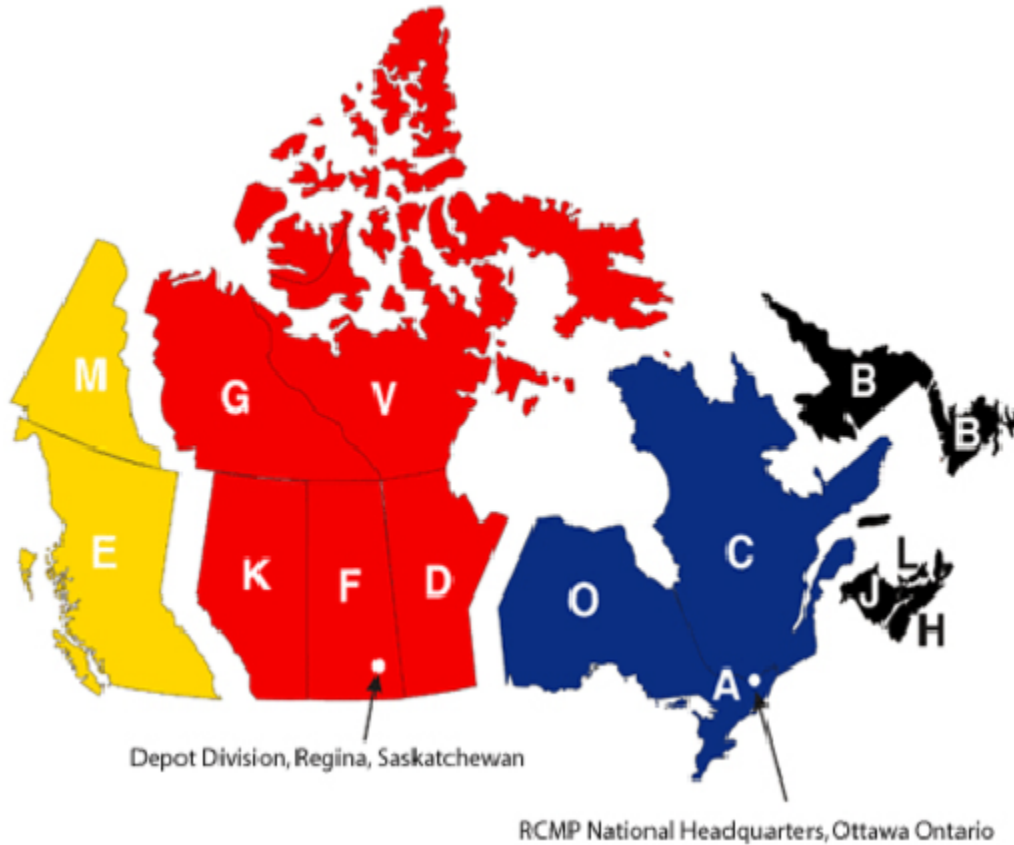 M
G
V
B
B
E
K
F
D
O
C
L
J
H
A
Depot Division, Regina, Saskatchewan
RCMP National Headquarters, Ottawa Ontario